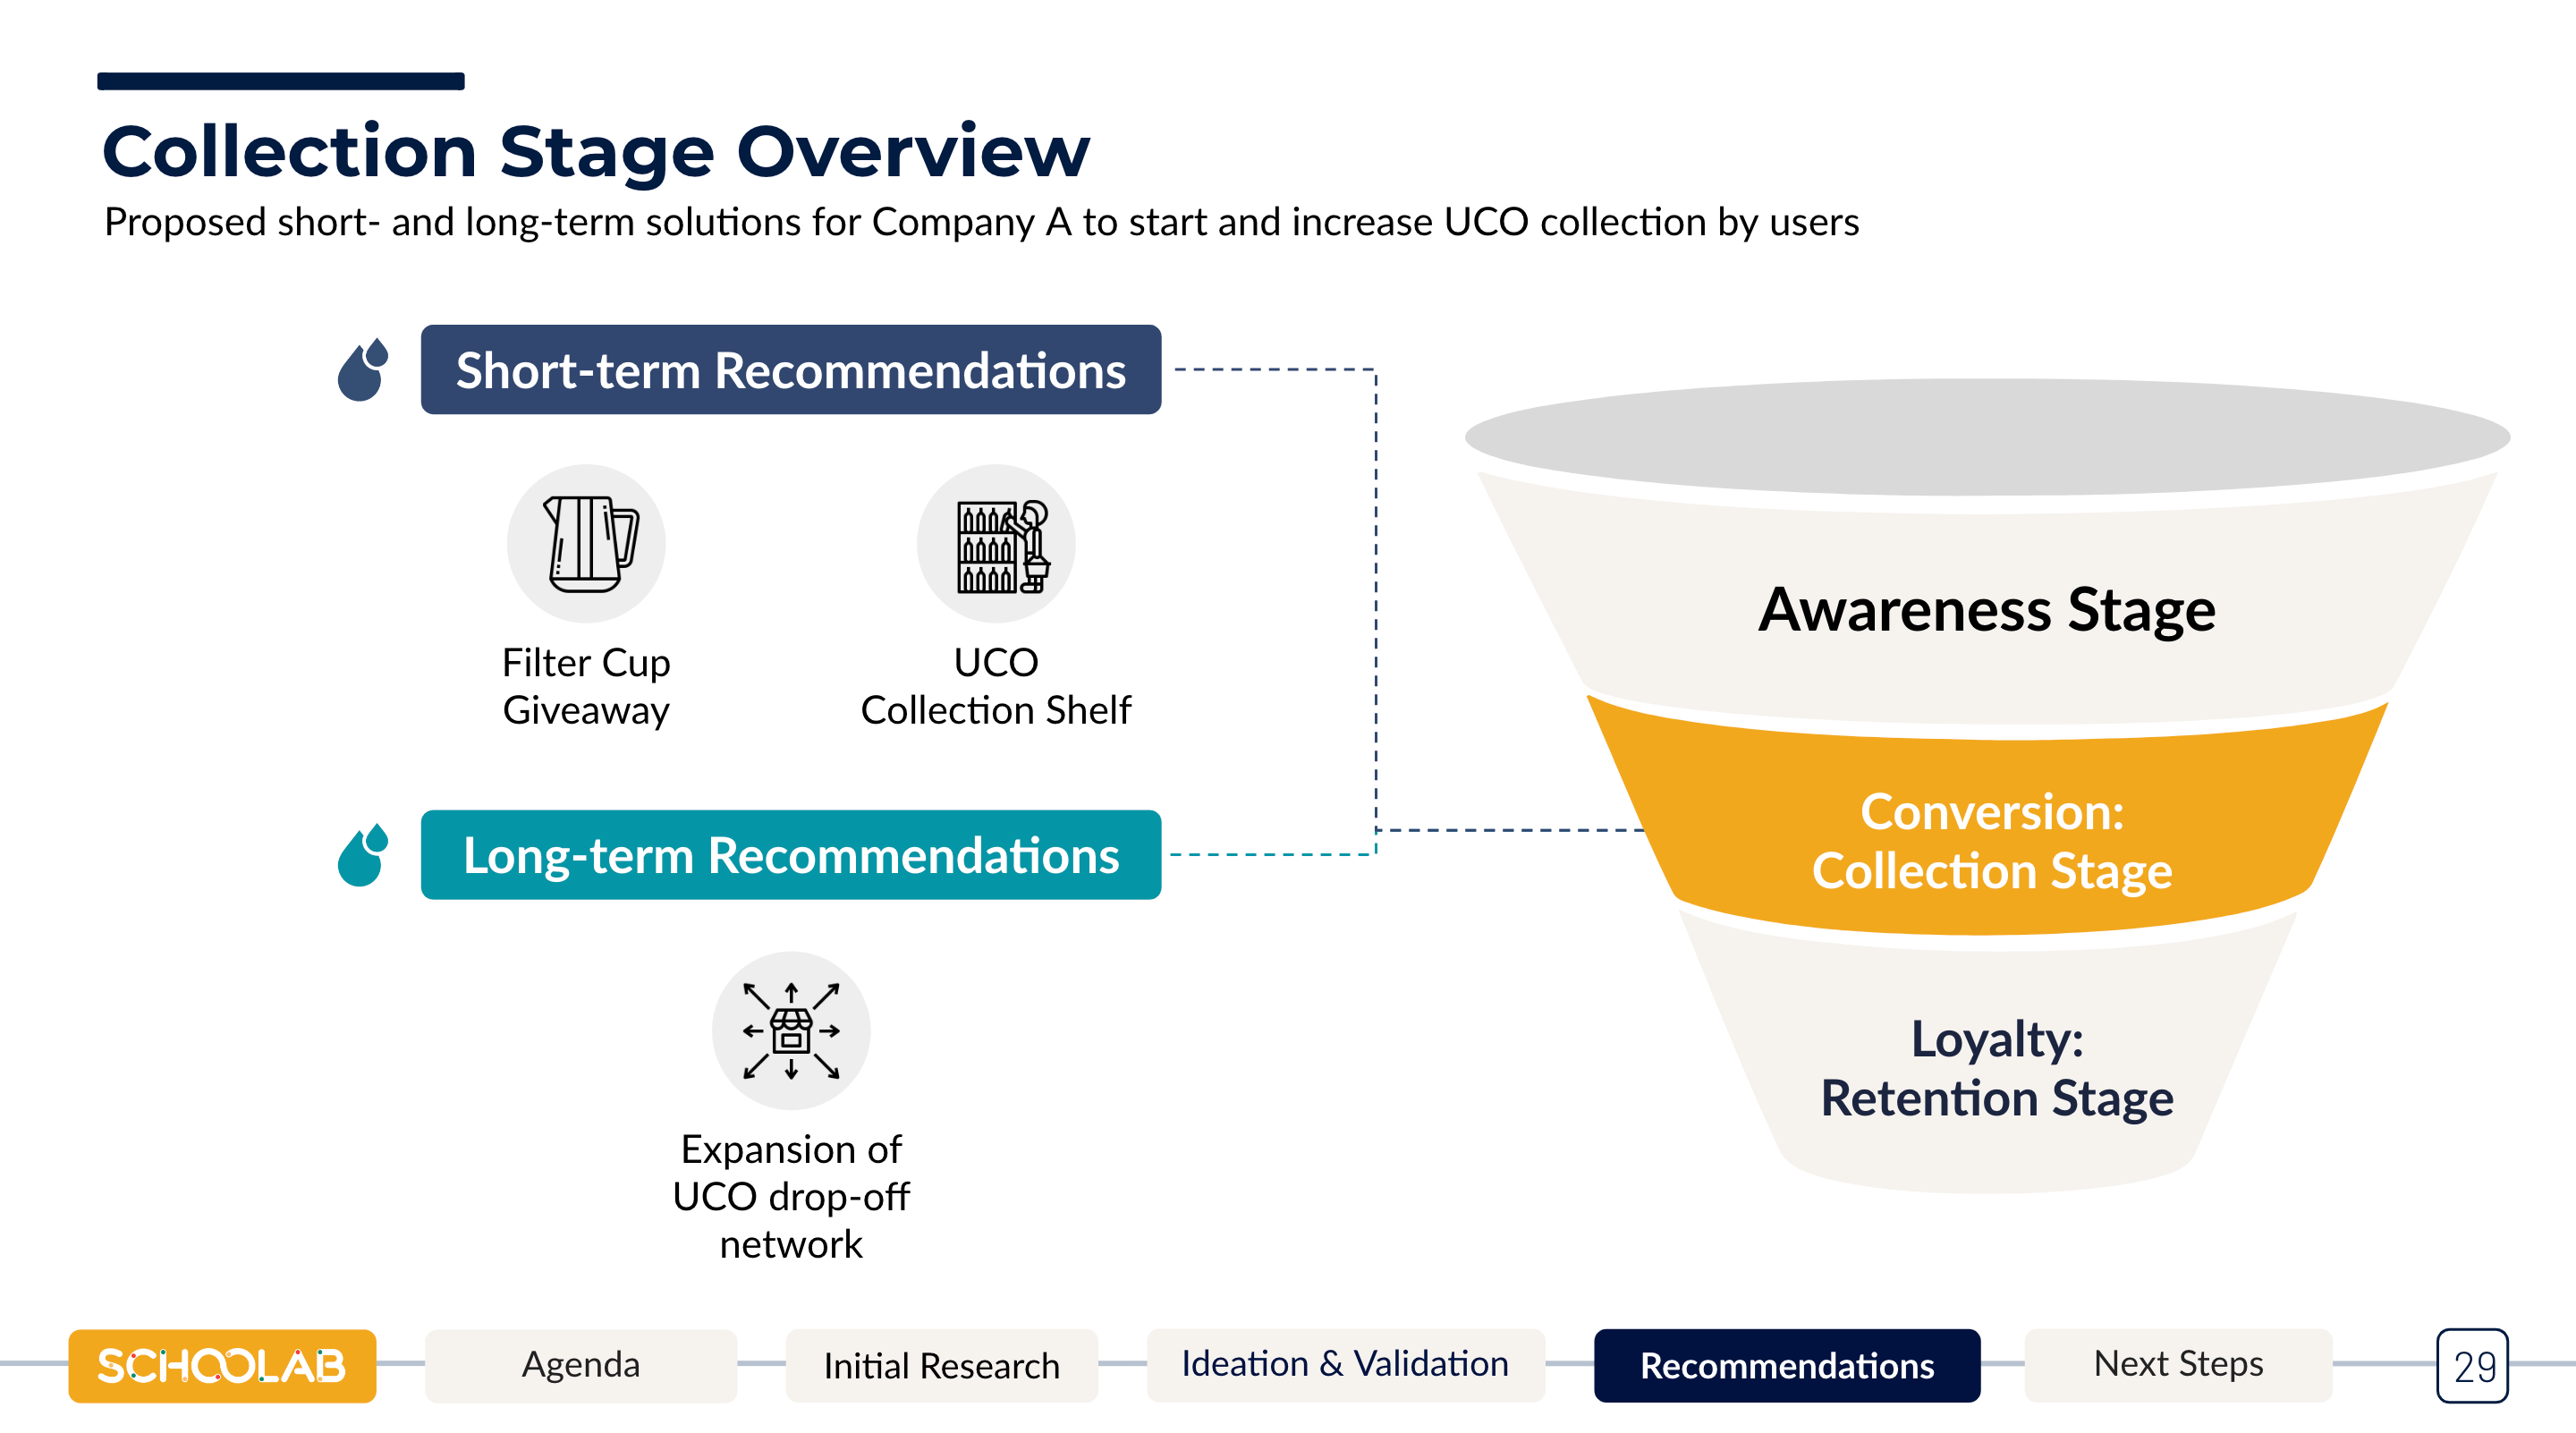 Collection Stage Overview
Proposed short- and long-term solutions for Company A to start and increase UCO collection by users
Short-term Recommendations
Filter Cup
Giveaway
UCO
Collection Shelf
Long-term Recommendations
Expansion of
UCO drop-off
network
Awareness Stage
Conversion:
Collection Stage
Loyalty:
Retention Stage
SCHOOLAB
Agenda
Initial Research
Ideation & Validation
Recommendations
Next Steps
29